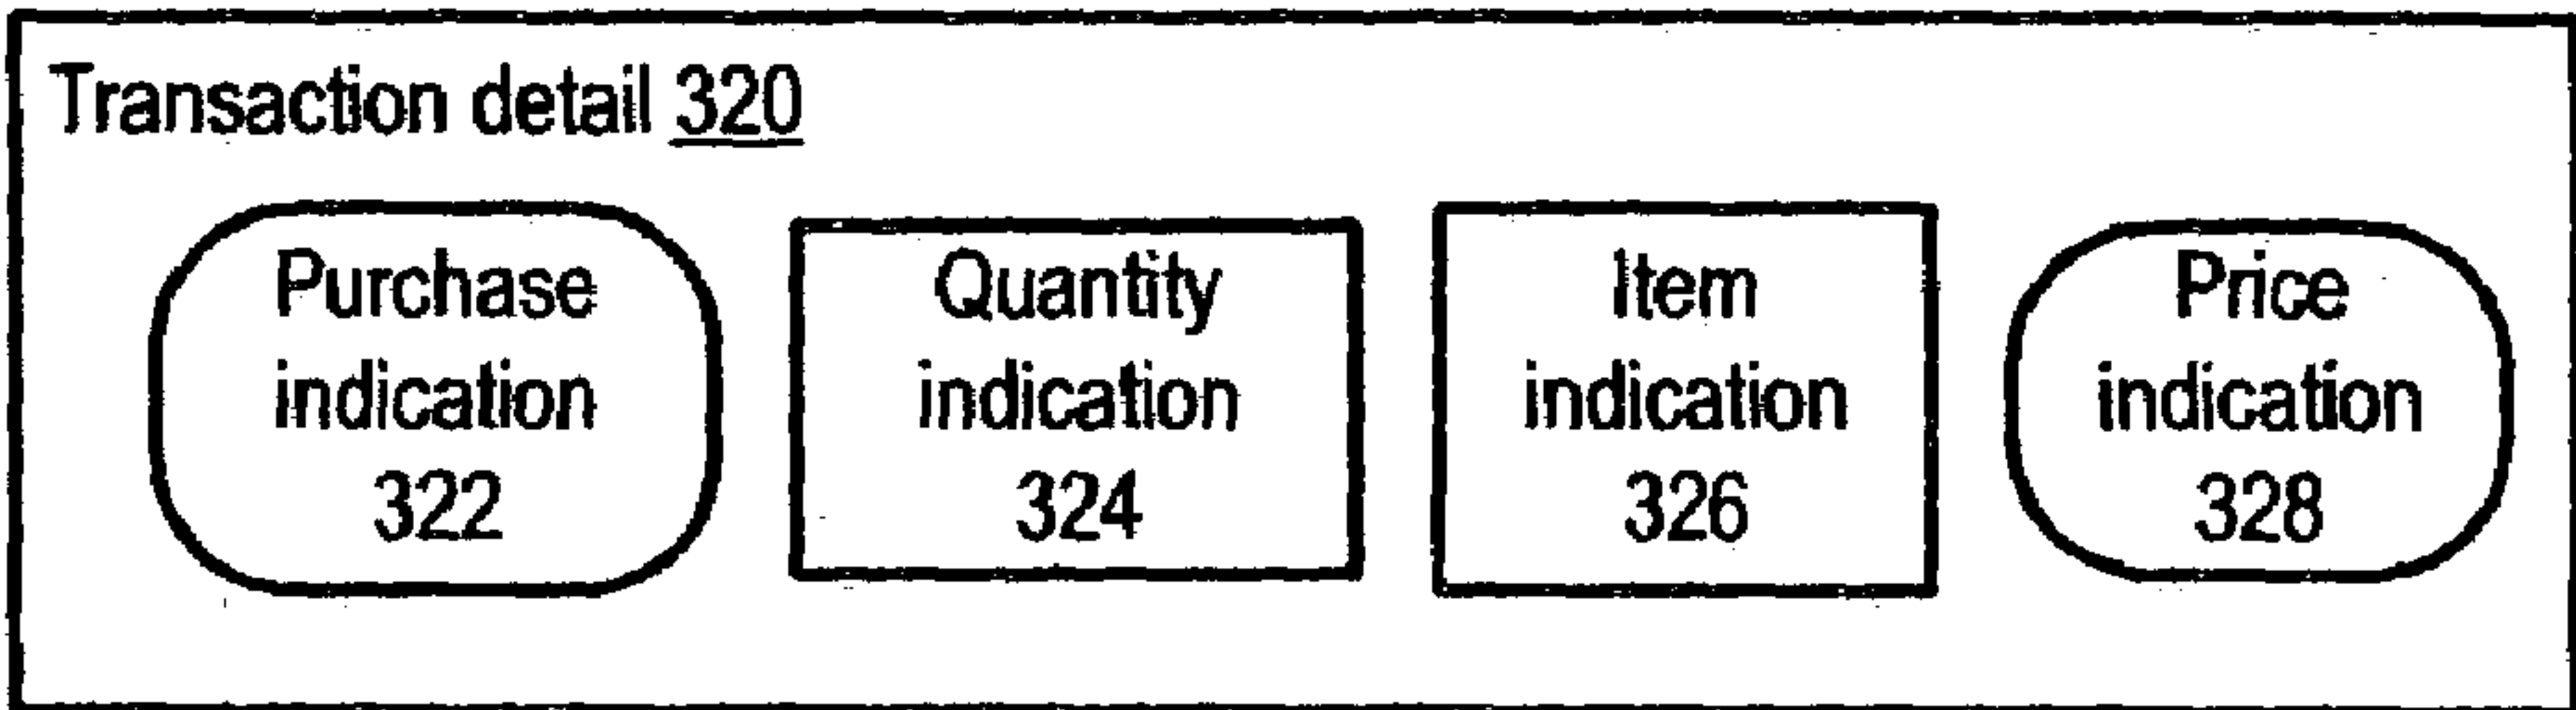 Transaction detail 320
Purchase
indication
322
Quantity
indication
324
Item
indication
326
Price
indication
328